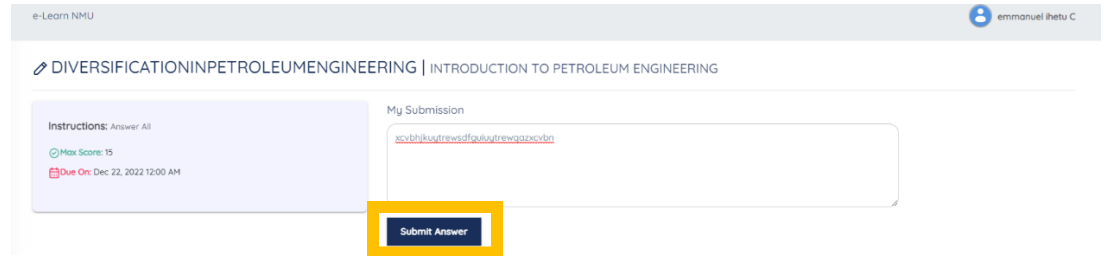 e-Learn NMU
emmanuel ihetu C
DIVERSIFICATIONINPETROLEUMENGINEERING | INTRODUCTION TO PETROLEUM ENGINEERING
Instructions: Answer All
Max Score: 15
Due On: Dec 22, 2022 12:00 AM
My Submission
xcvbhjkuytrewsdfguiuytrewqazxcvbn
Submit Answer